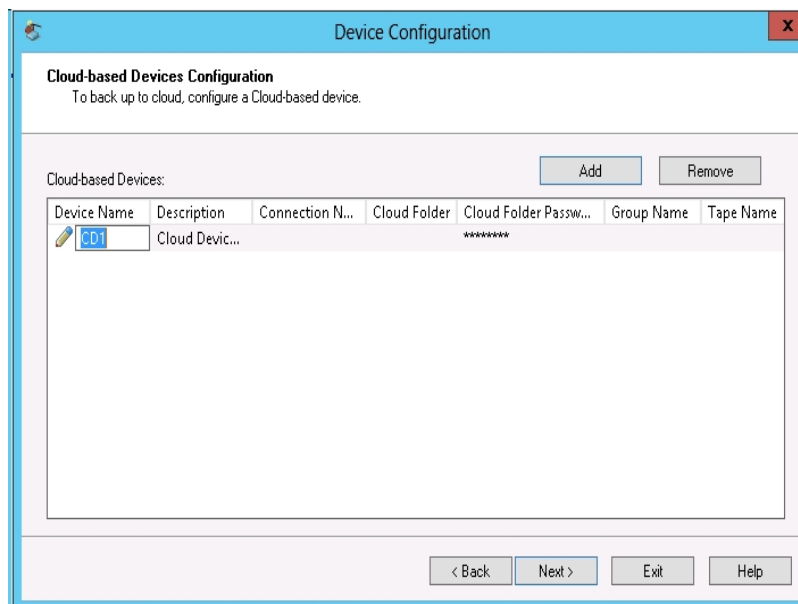 Device Configuration
X
Cloud-based Devices Configuration
To back up to cloud, configure a Cloud-based device.
Cloud-based Devices:
Add
Remove
Device Name Description Connection N... Cloud Folder Cloud Folder Passw... Group Name Tape Name
CD1 Cloud Devic... ********
< Back Next > Exit Help